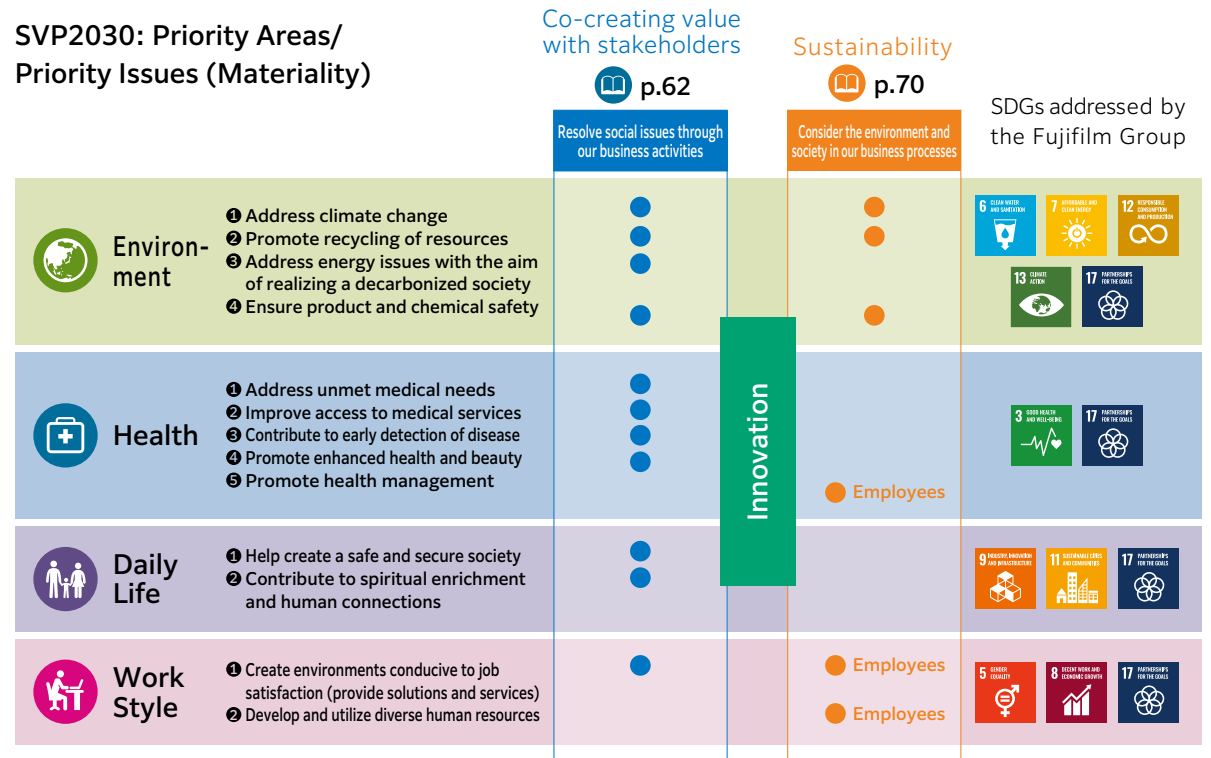 SVP2030: Priority Areas/
Priority Issues (Materiality)
Co-creating value
with stakeholders
p.62
Resolve social issues through
our business activities
Sustainability
p.70
Consider the environment and
society in our business processes
SDGs addressed by
the Fujifilm Group
Environ-
ment
❶ Address climate change
❷ Promote recycling of resources
❸ Address energy issues with the aim
of realizing a decarbonized society
❹ Ensure product and chemical safety
6 CLEAN WATER
AND SANITATION
7 AFFORDABLE AND
CLEAN ENERGY
12 RESPONSIBLE
CONSUMPTION
AND PRODUCTION
13 CLIMATE
ACTION
17 PARTNERSHIPS
FOR THE GOALS
Innovation
Health
❶ Address unmet medical needs
❷ Improve access to medical services
❸ Contribute to early detection of disease
❹ Promote enhanced health and beauty
❺ Promote health management
Employees
3 GOOD HEALTH
AND WELL-BEING
17 PARTNERSHIPS
FOR THE GOALS
Daily
Life
❶ Help create a safe and secure society
❷ Contribute to spiritual enrichment
and human connections
9 INDUSTRY, INNOVATION
AND INFRASTRUCTURE
11 SUSTAINABLE CITIES
AND COMMUNITIES
17 PARTNERSHIPS
FOR THE GOALS
Work
Style
❶ Create environments conducive to job
satisfaction (provide solutions and services)
❷ Develop and utilize diverse human resources
Employees
Employees
5 GENDER
EQUALITY
8 DECENT WORK AND
ECONOMIC GROWTH
17 PARTNERSHIPS
FOR THE GOALS